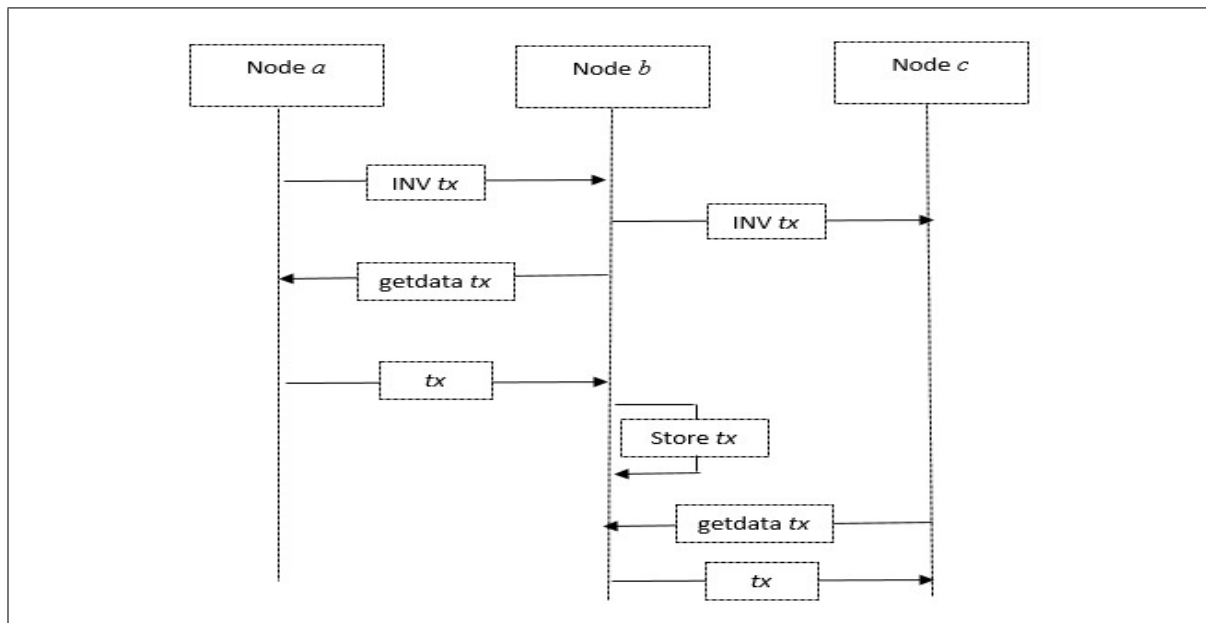 Node a
Node b
Node c
INV tx
INV tx
getdata tx
tx
Store tx
getdata tx
tx